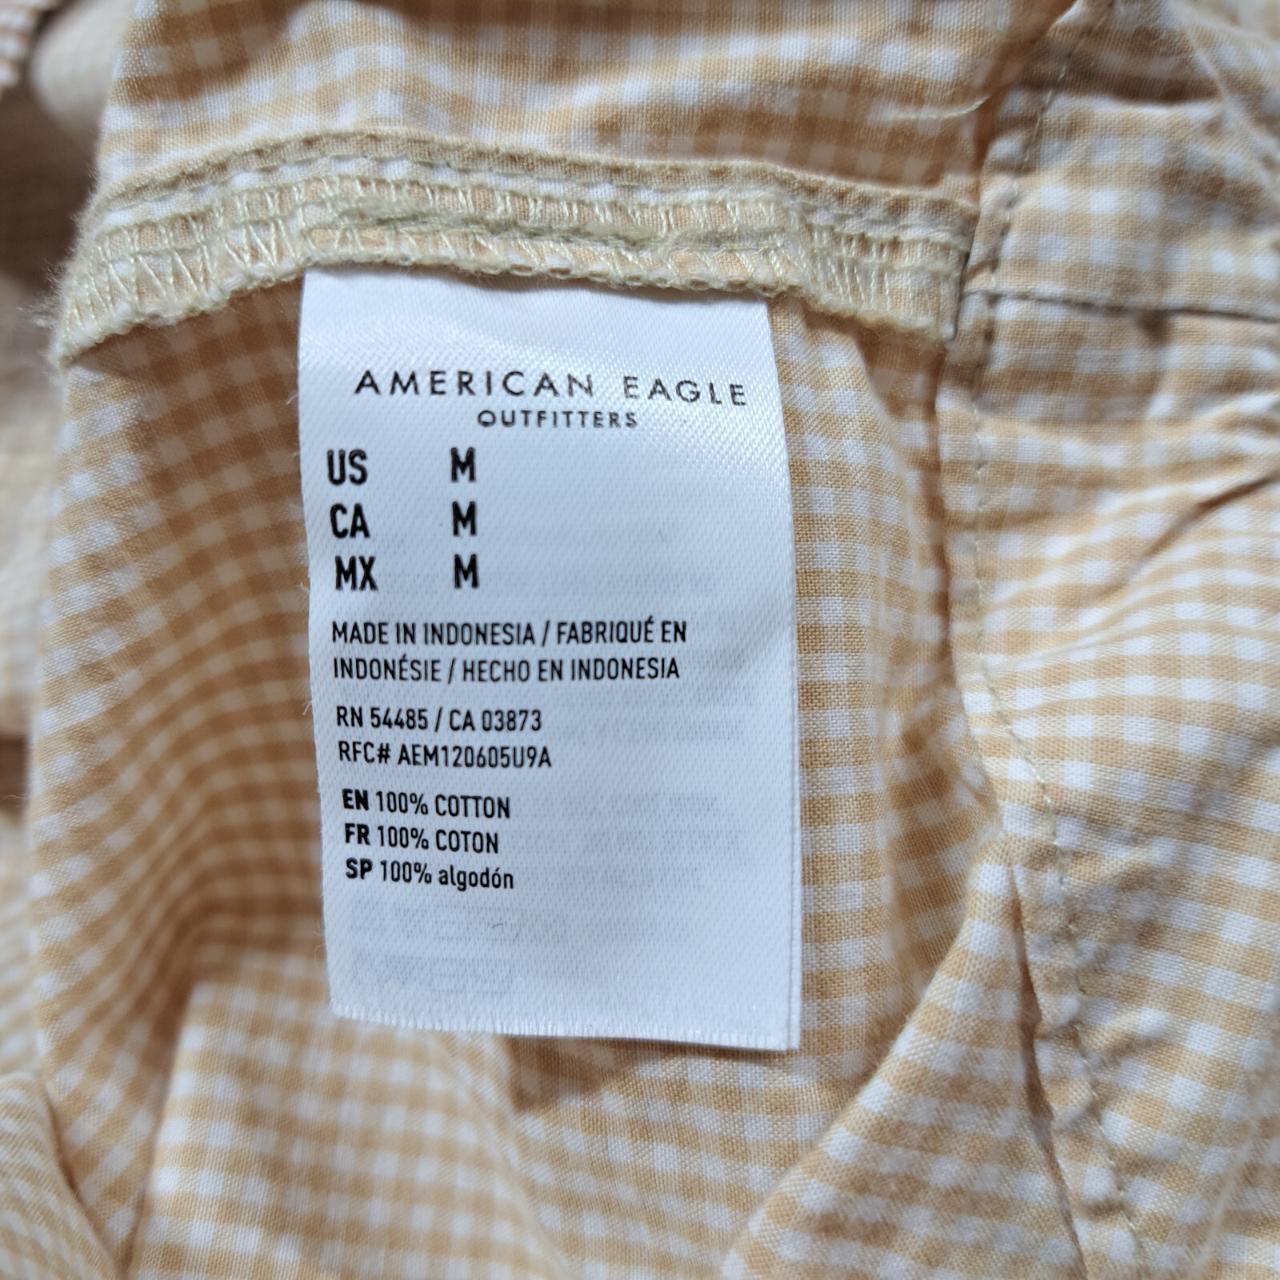 AMERICAN EAGLE
OUTFITTERS
US M
CA M
MX M
MADE IN INDONESIA / FABRIQUÉ EN
INDONÉSIE / HECHO EN INDONESIA
RN 54485 / CA 03873
RFC# AEM120605U9A
EN 100% COTTON
FR 100% COTON
SP 100% algodón